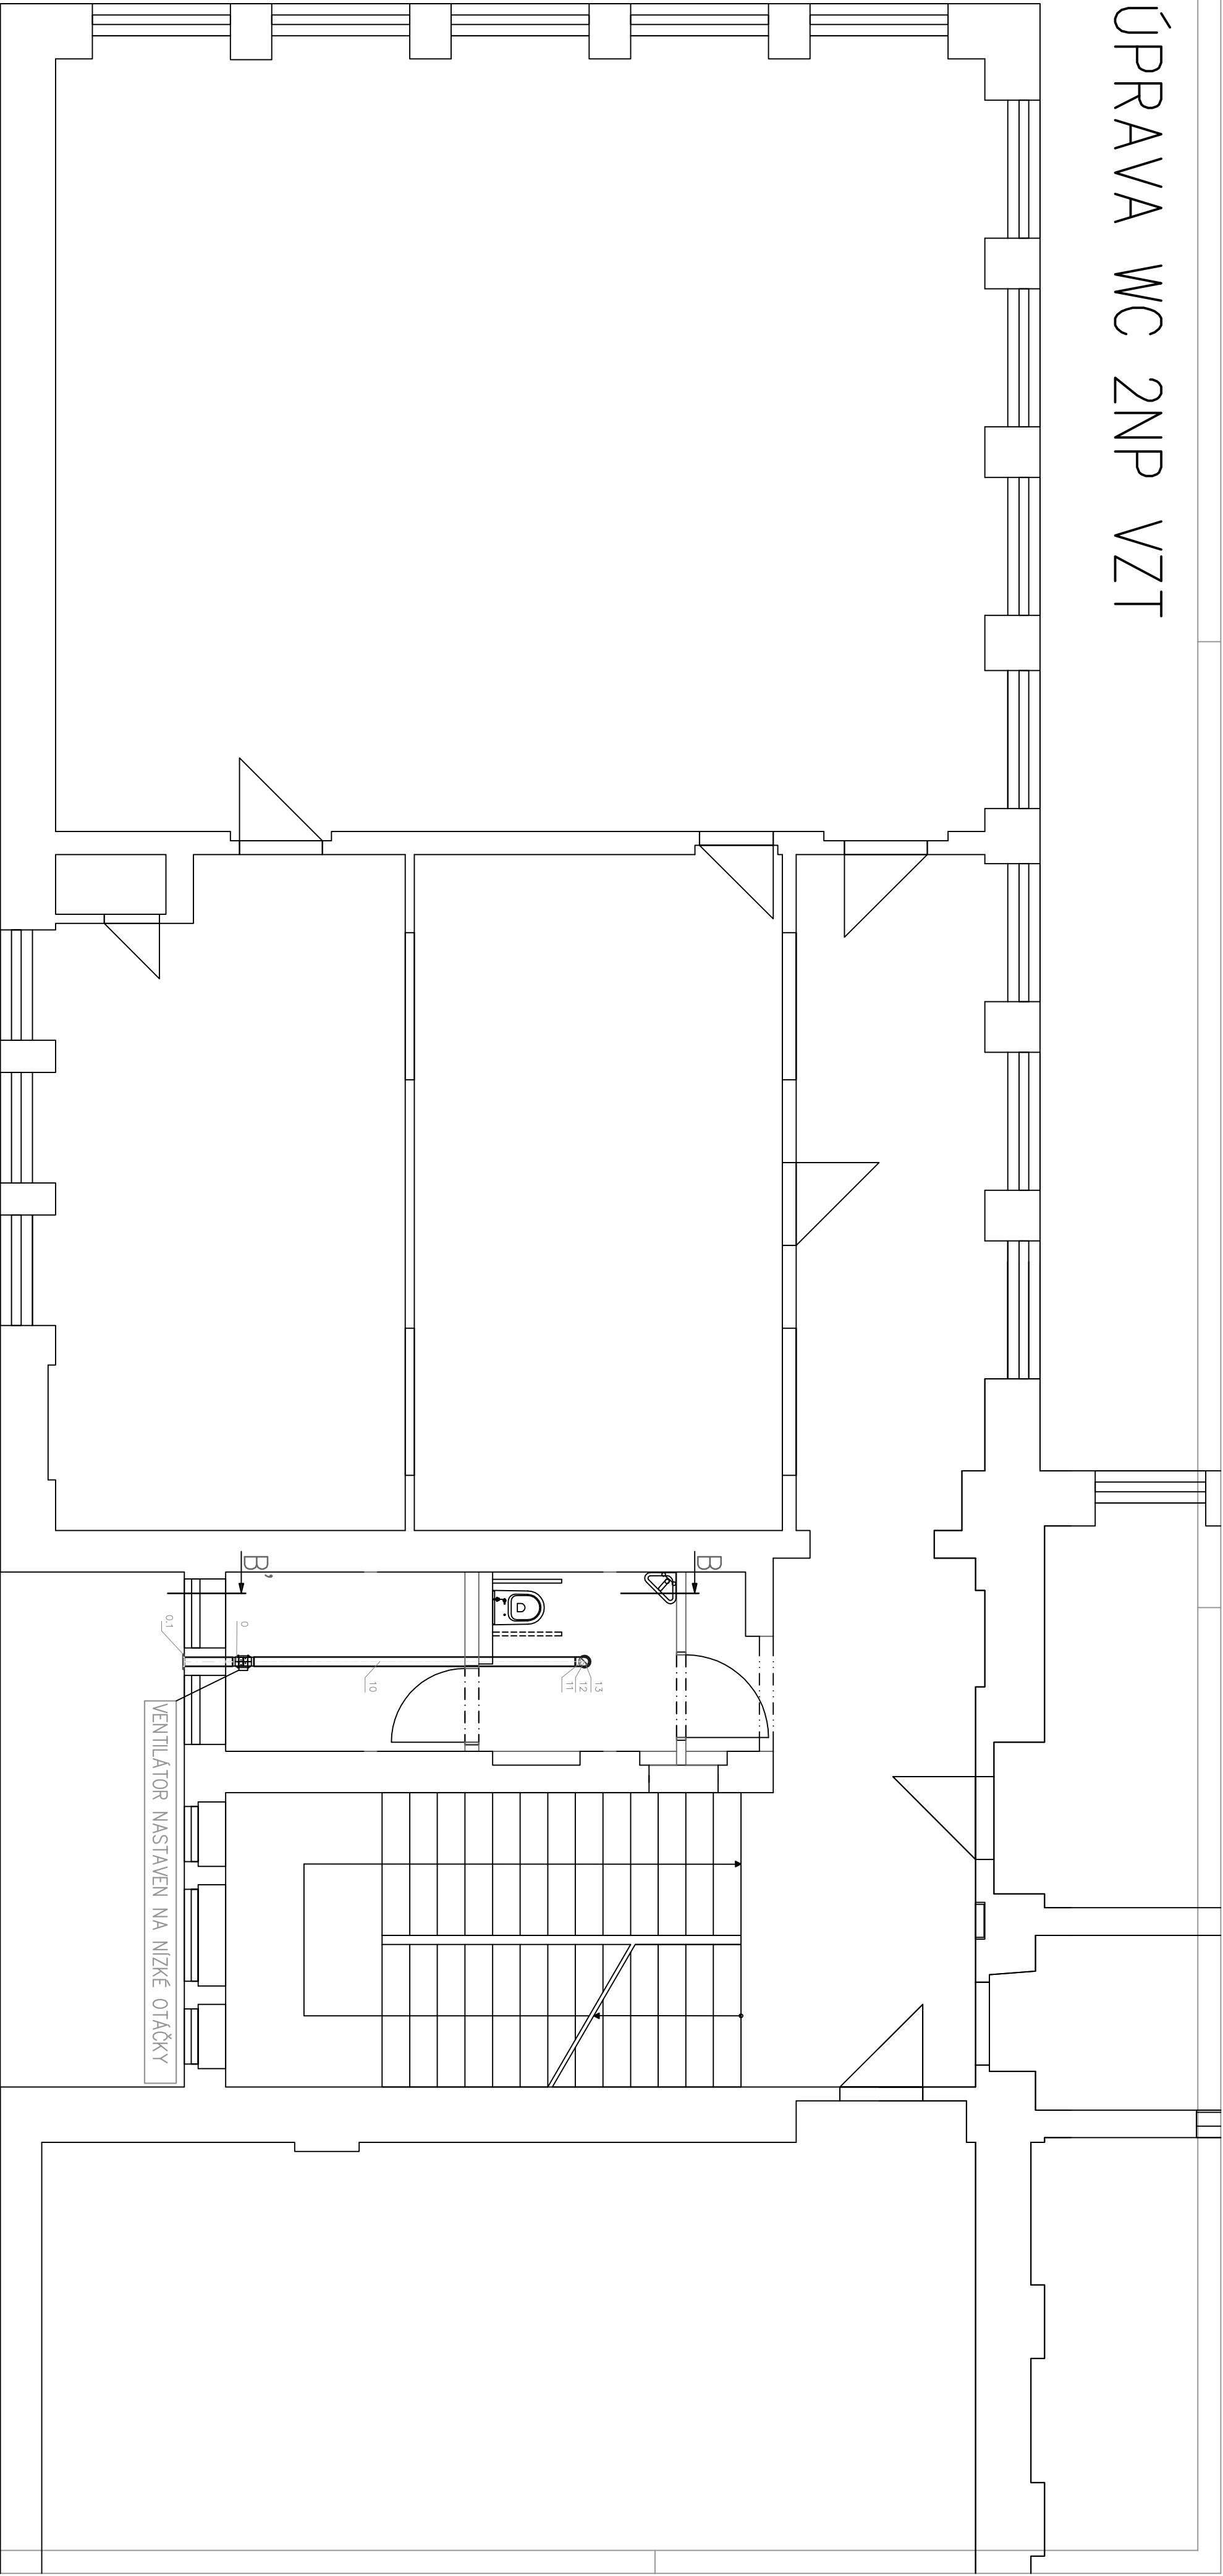 ÚPRAVA WC 2NP VZT
B'
B
0.1
0
10
11
12
13
VENTILÁTOR NASTAVEN NA NÍZKÉ OTÁČKY